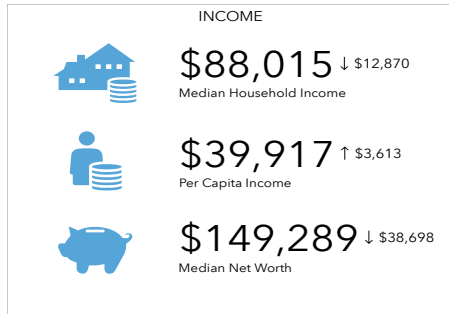 INCOME
$88,015 ↓ $12,870
Median Household Income
$39,917 ↑ $3,613
Per Capita Income
$149,289 ↓ $38,698
Median Net Worth